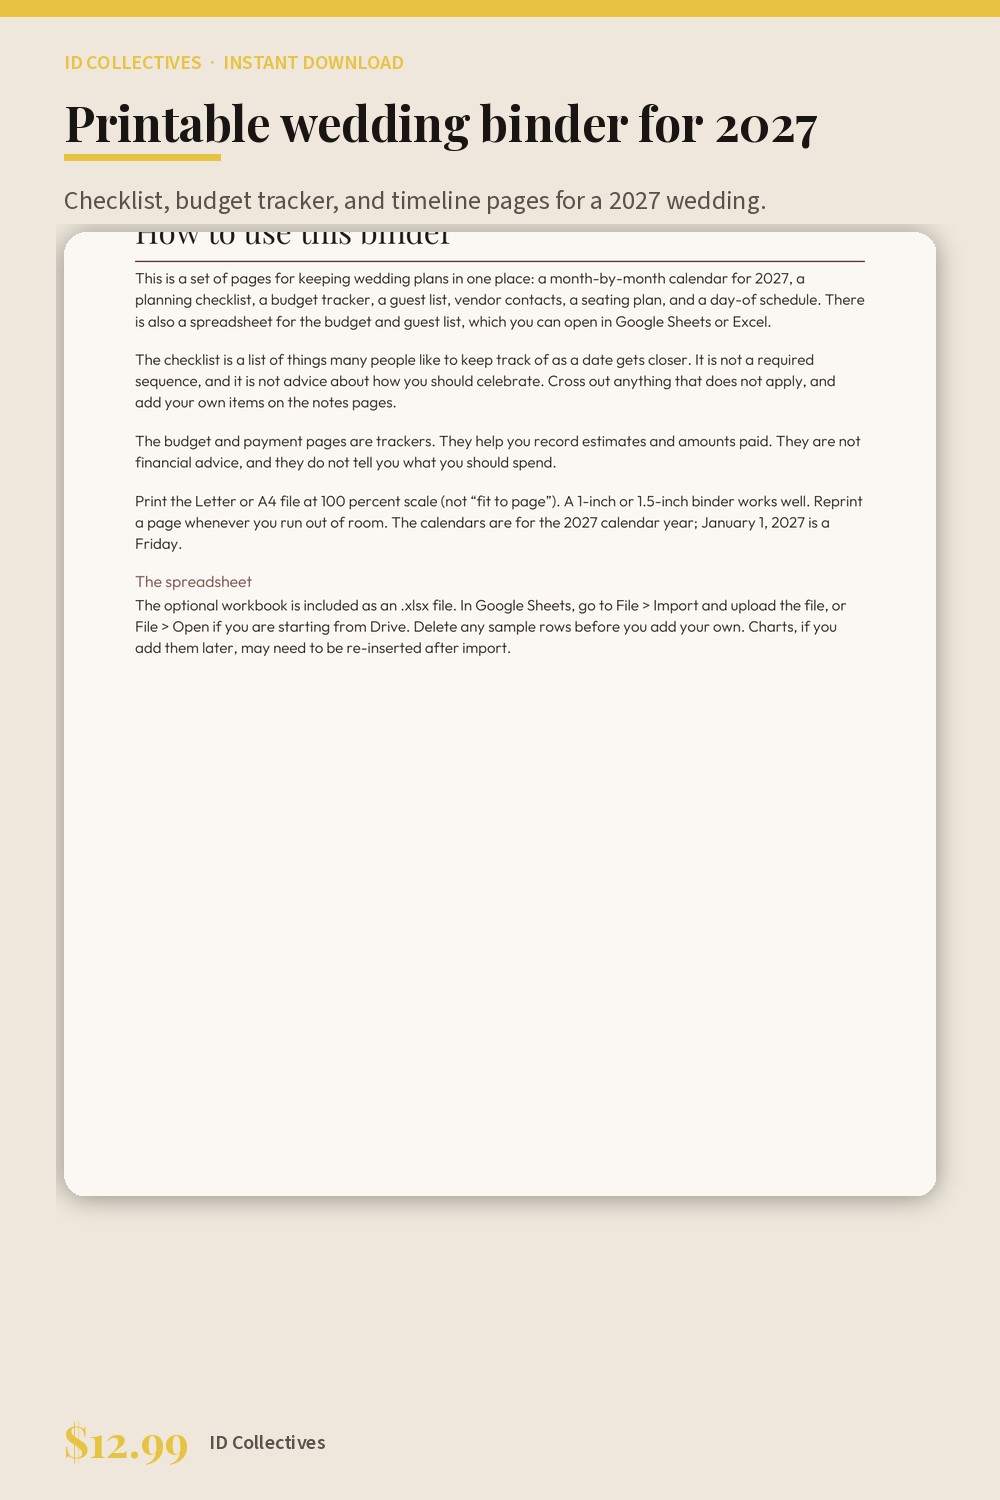 ID COLLECTIVES · INSTANT DOWNLOAD
Printable wedding binder for 2027
Checklist, budget tracker, and timeline pages for a 2027 wedding.
How to use this binder
This is a set of pages for keeping wedding plans in one place: a month-by-month calendar for 2027, a
planning checklist, a budget tracker, a guest list, vendor contacts, a seating plan, and a day-of schedule. There
is also a spreadsheet for the budget and guest list, which you can open in Google Sheets or Excel.
The checklist is a list of things many people like to keep track of as a date gets closer. It is not a required
sequence, and it is not advice about how you should celebrate. Cross out anything that does not apply, and
add your own items on the notes pages.
The budget and payment pages are trackers. They help you record estimates and amounts paid. They are not
financial advice, and they do not tell you what you should spend.
Print the Letter or A4 file at 100 percent scale (not “fit to page”). A 1-inch or 1.5-inch binder works well. Reprint
a page whenever you run out of room. The calendars are for the 2027 calendar year; January 1, 2027 is a
Friday.
The spreadsheet
The optional workbook is included as an .xlsx file. In Google Sheets, go to File > Import and upload the file, or
File > Open if you are starting from Drive. Delete any sample rows before you add your own. Charts, if you
add them later, may need to be re-inserted after import.
$12.99 ID Collectives